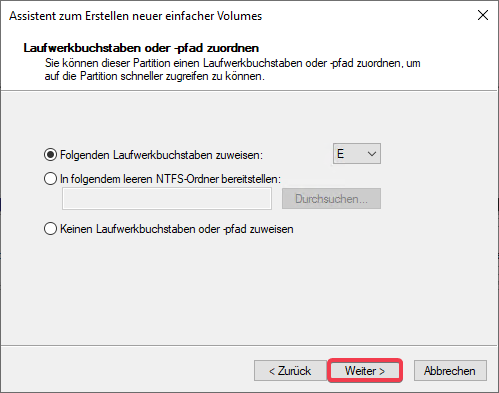 Assistent zum Erstellen neuer einfacher Volumes
Laufwerkbuchstaben oder -pfad zuordnen
Sie können dieser Partition einen Laufwerkbuchstaben oder -pfad zuordnen, um
auf die Partition schneller zugreifen zu können.
Folgenden Laufwerkbuchstaben zuweisen:
E
In folgendem leeren NTFS-Ordner bereitstellen:
Durchsuchen...
Keinen Laufwerkbuchstaben oder -pfad zuweisen
< Zurück
Weiter >
Abbrechen